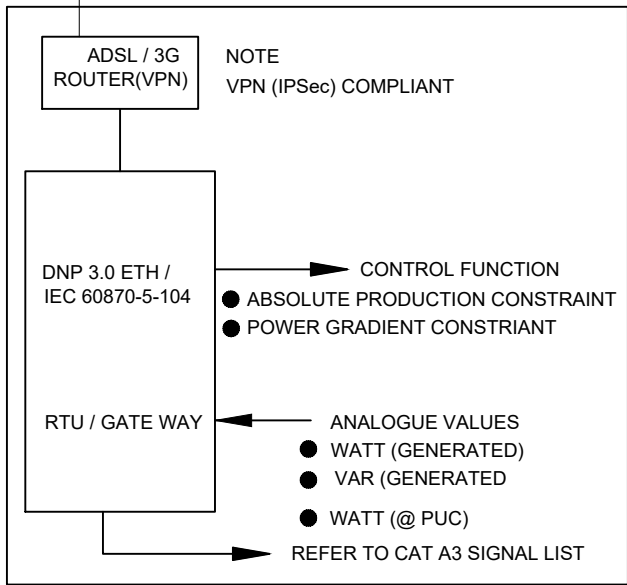 ADSL / 3G
ROUTER(VPN)
NOTE
VPN (IPSec) COMPLIANT
DNP 3.0 ETH /
IEC 60870-5-104
CONTROL FUNCTION
ABSOLUTE PRODUCTION CONSTRAINT
POWER GRADIENT CONSTRIANT
RTU / GATE WAY
ANALOGUE VALUES
WATT (GENERATED)
VAR (GENERATED
WATT (@ PUC)
REFER TO CAT A3 SIGNAL LIST